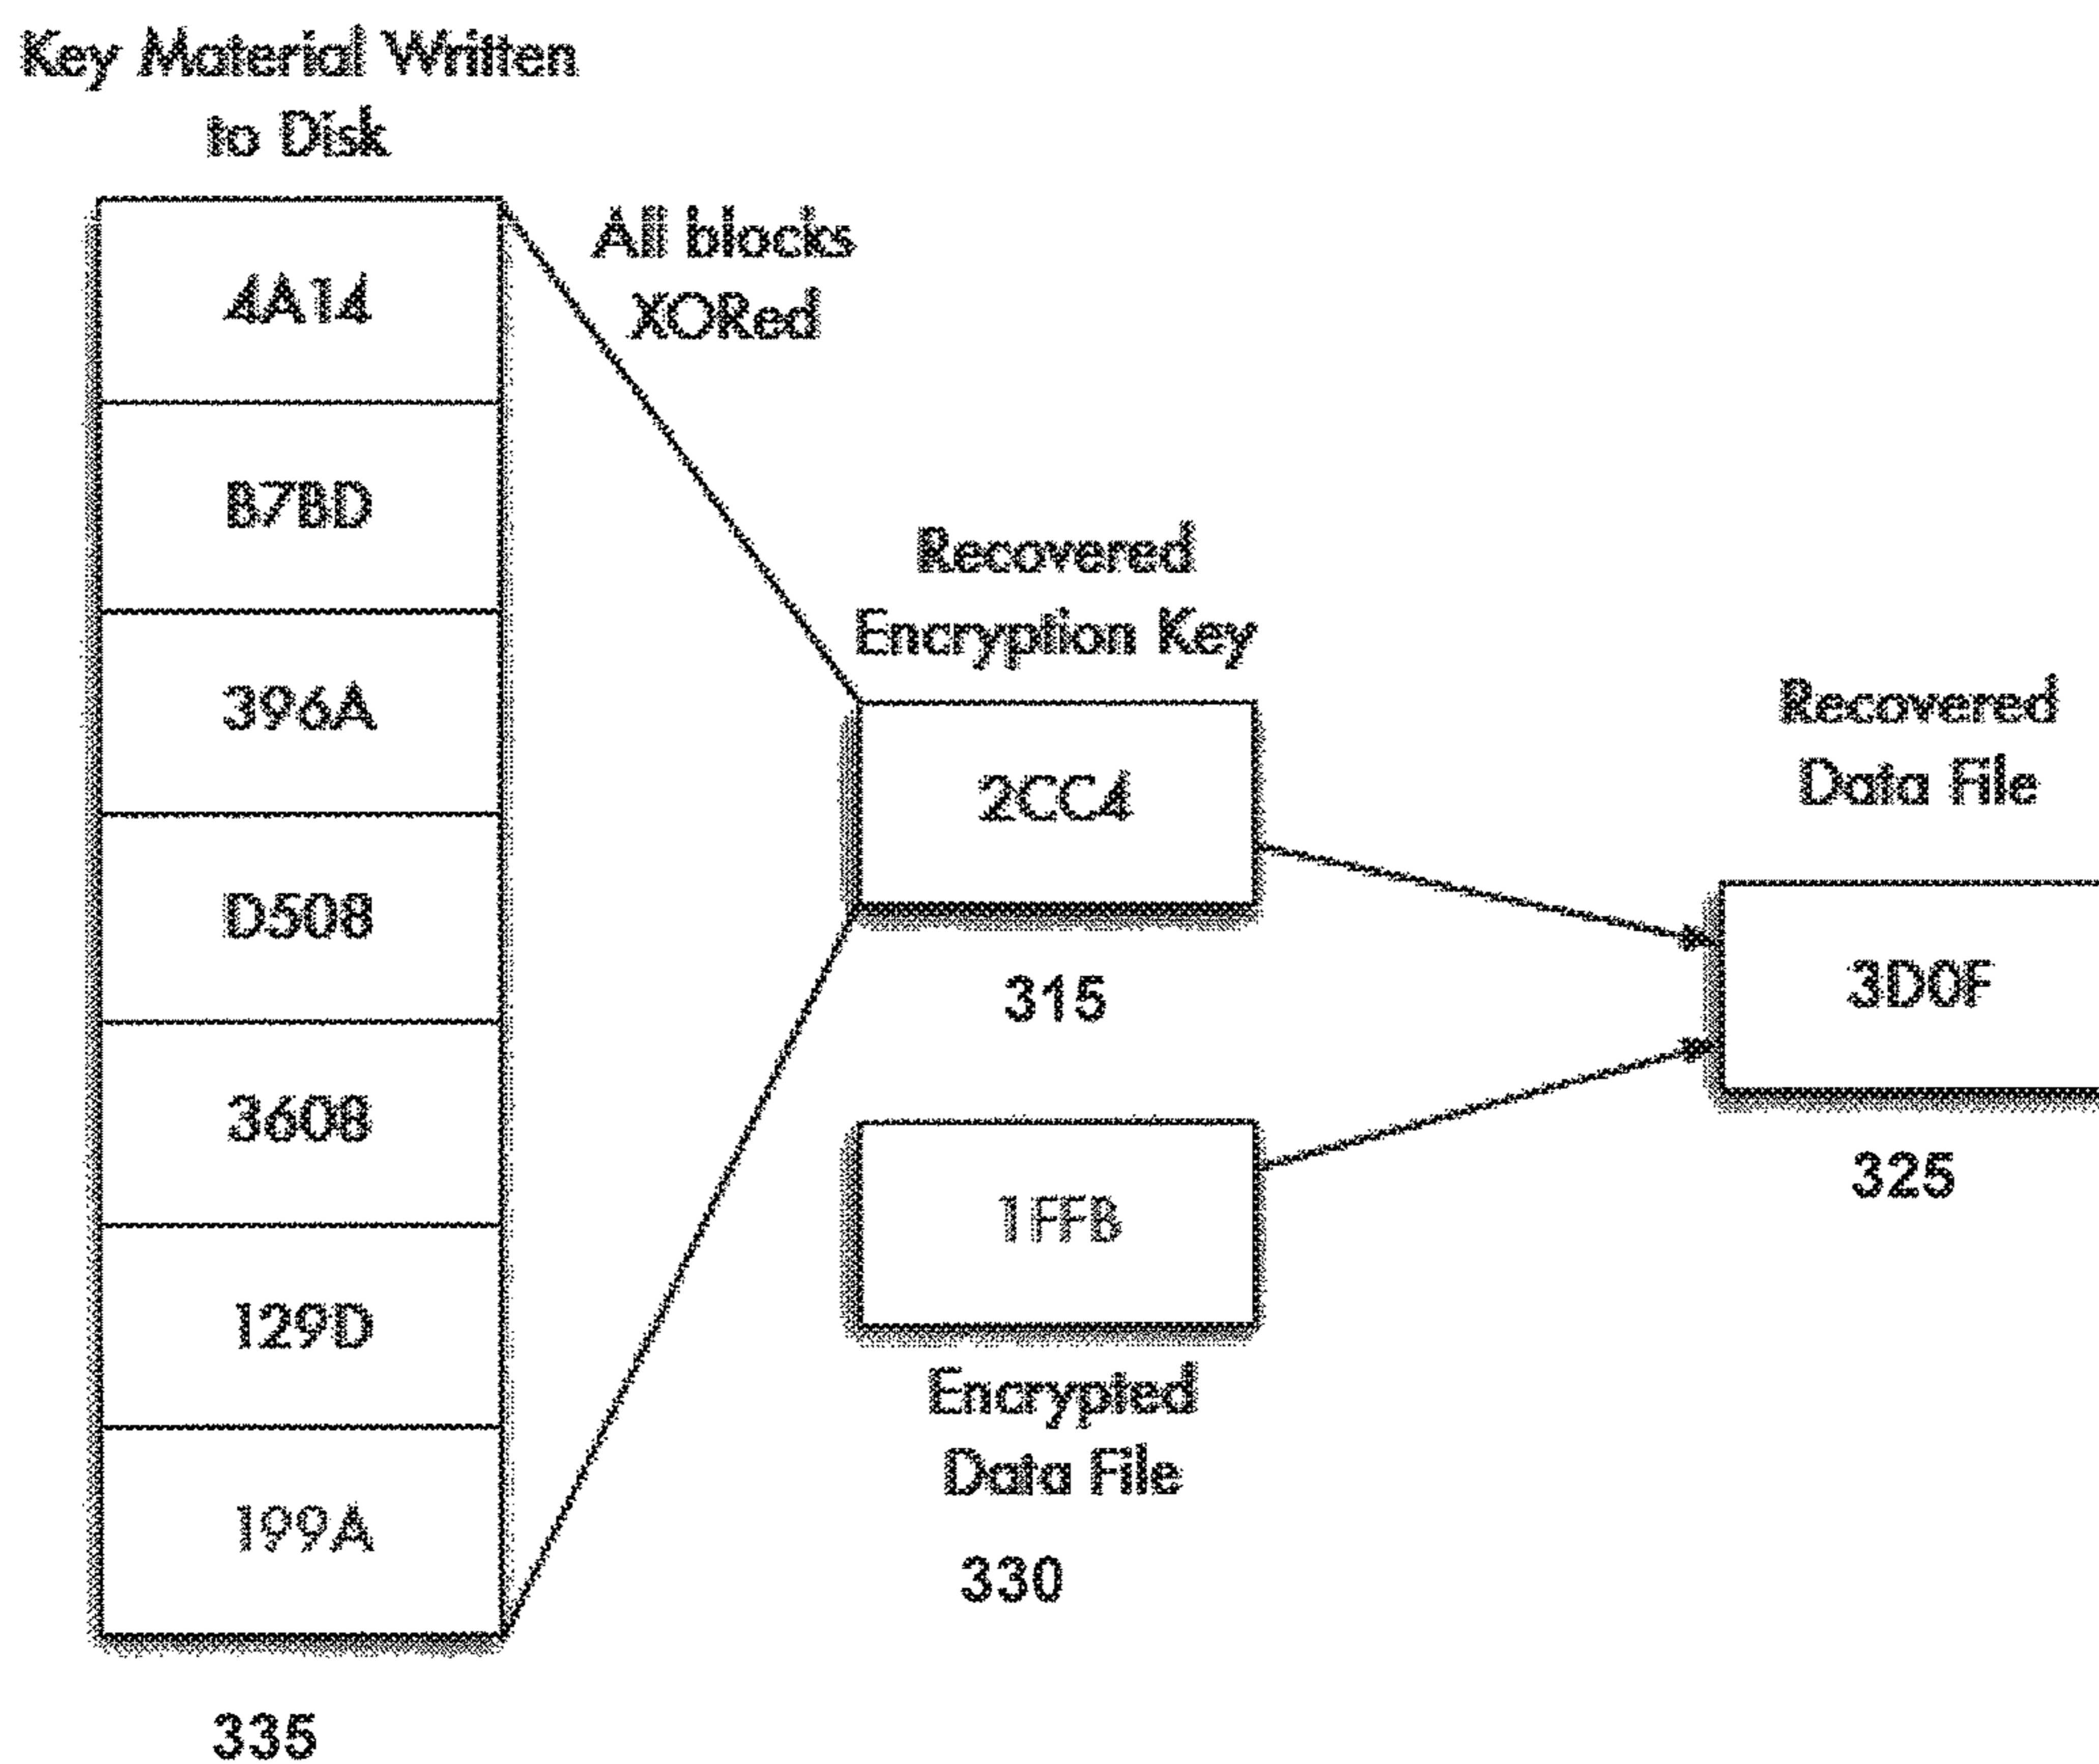 Key Material Written
to Disk
All blocks
XORed
4A14
B7BD
396A
D508
3608
129D
199A
335
Recovered
Encryption Key
2CC4
315
1FFB
Encrypted
Data File
330
Recovered
Data File
3D0F
325